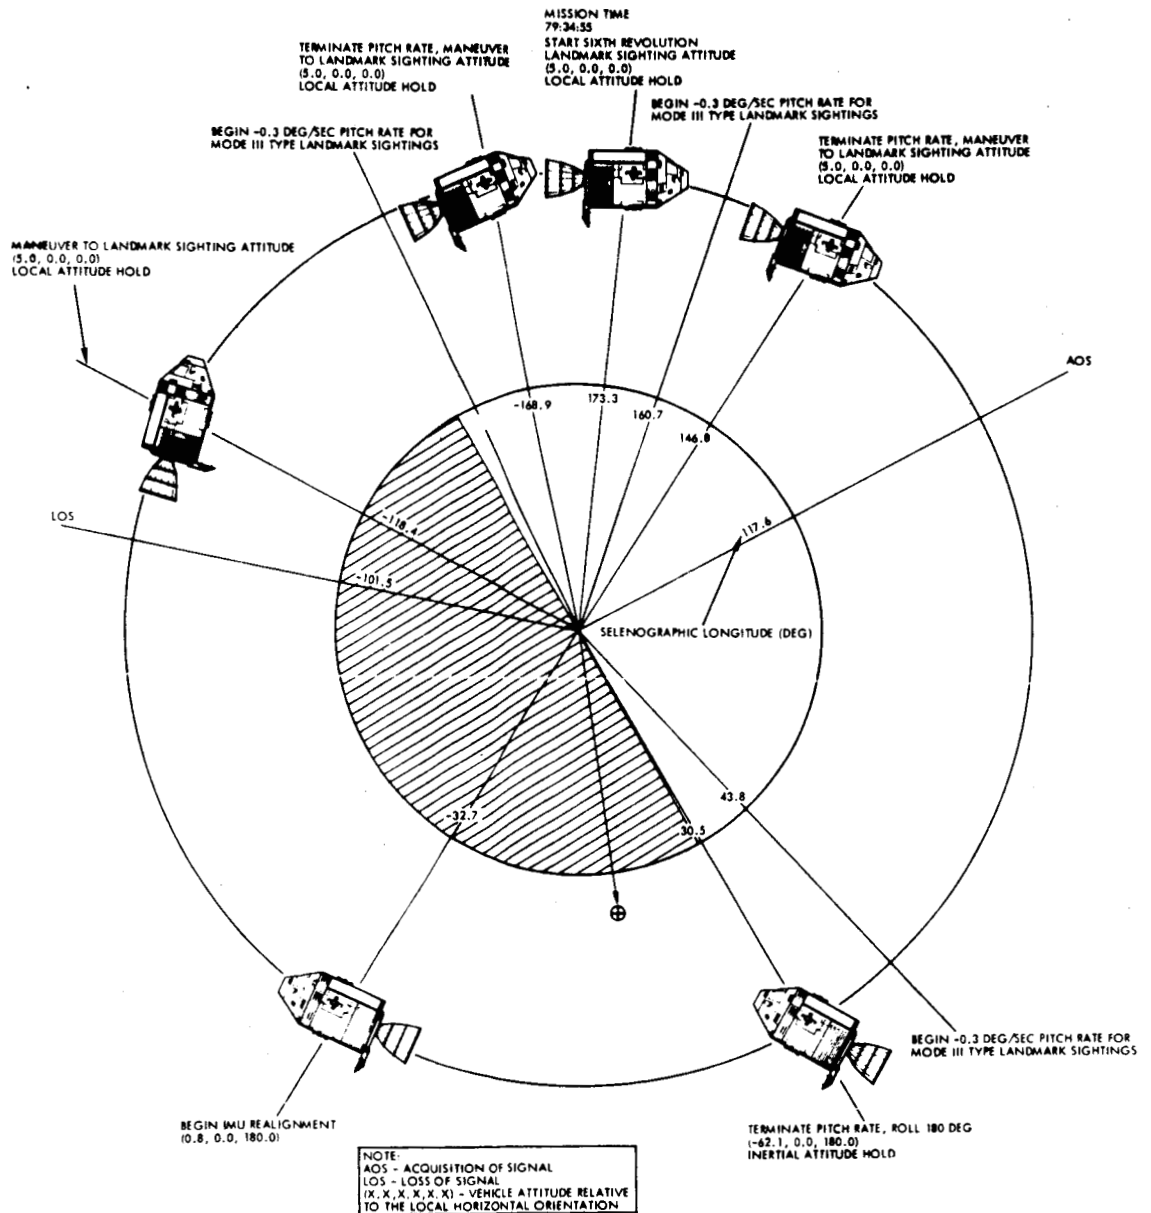 MISSION TIME
79:34:55
START SIXTH REVOLUTION
LANDMARK SIGHTING ATTITUDE
(5.0, 0.0, 0.0)
LOCAL ATTITUDE HOLD
TERMINATE PITCH RATE, MANEUVER
TO LANDMARK SIGHTING ATTITUDE
(5.0, 0.0, 0.0)
LOCAL ATTITUDE HOLD
BEGIN -0.3 DEG/SEC PITCH RATE FOR
MODE III TYPE LANDMARK SIGHTINGS
BEGIN -0.3 DEG/SEC PITCH RATE FOR
MODE III TYPE LANDMARK SIGHTINGS
TERMINATE PITCH RATE, MANEUVER
TO LANDMARK SIGHTING ATTITUDE
(5.0, 0.0, 0.0)
LOCAL ATTITUDE HOLD
MANEUVER TO LANDMARK SIGHTING ATTITUDE
(5.0, 0.0, 0.0)
LOCAL ATTITUDE HOLD
AOS
-168.9
173.3
160.7
146.8
LOS
-118.4
117.6
-101.5
SELENOGRAPHIC LONGITUDE (DEG)
43.8
-32.7
30.5
BEGIN -0.3 DEG/SEC PITCH RATE FOR
MODE III TYPE LANDMARK SIGHTINGS
BEGIN IMU REALIGNMENT
(0.8, 0.0, 180.0)
TERMINATE PITCH RATE, ROLL 180 DEG
(-62.1, 0.0, 180.0)
INERTIAL ATTITUDE HOLD
NOTE:
AOS - ACQUISITION OF SIGNAL
LOS - LOSS OF SIGNAL
(X.X,X.X,X.X) - VEHICLE ATTITUDE RELATIVE
TO THE LOCAL HORIZONTAL ORIENTATION